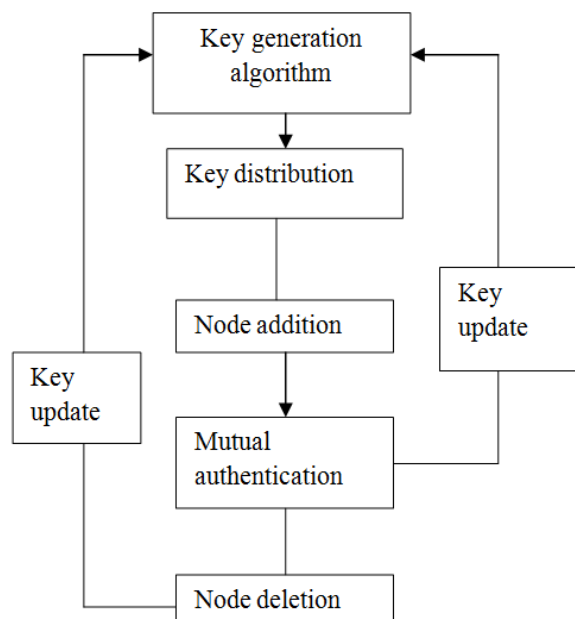 Key generation
algorithm
Key distribution
Node addition
Key
update
Key
update
Mutual
authentication
Node deletion